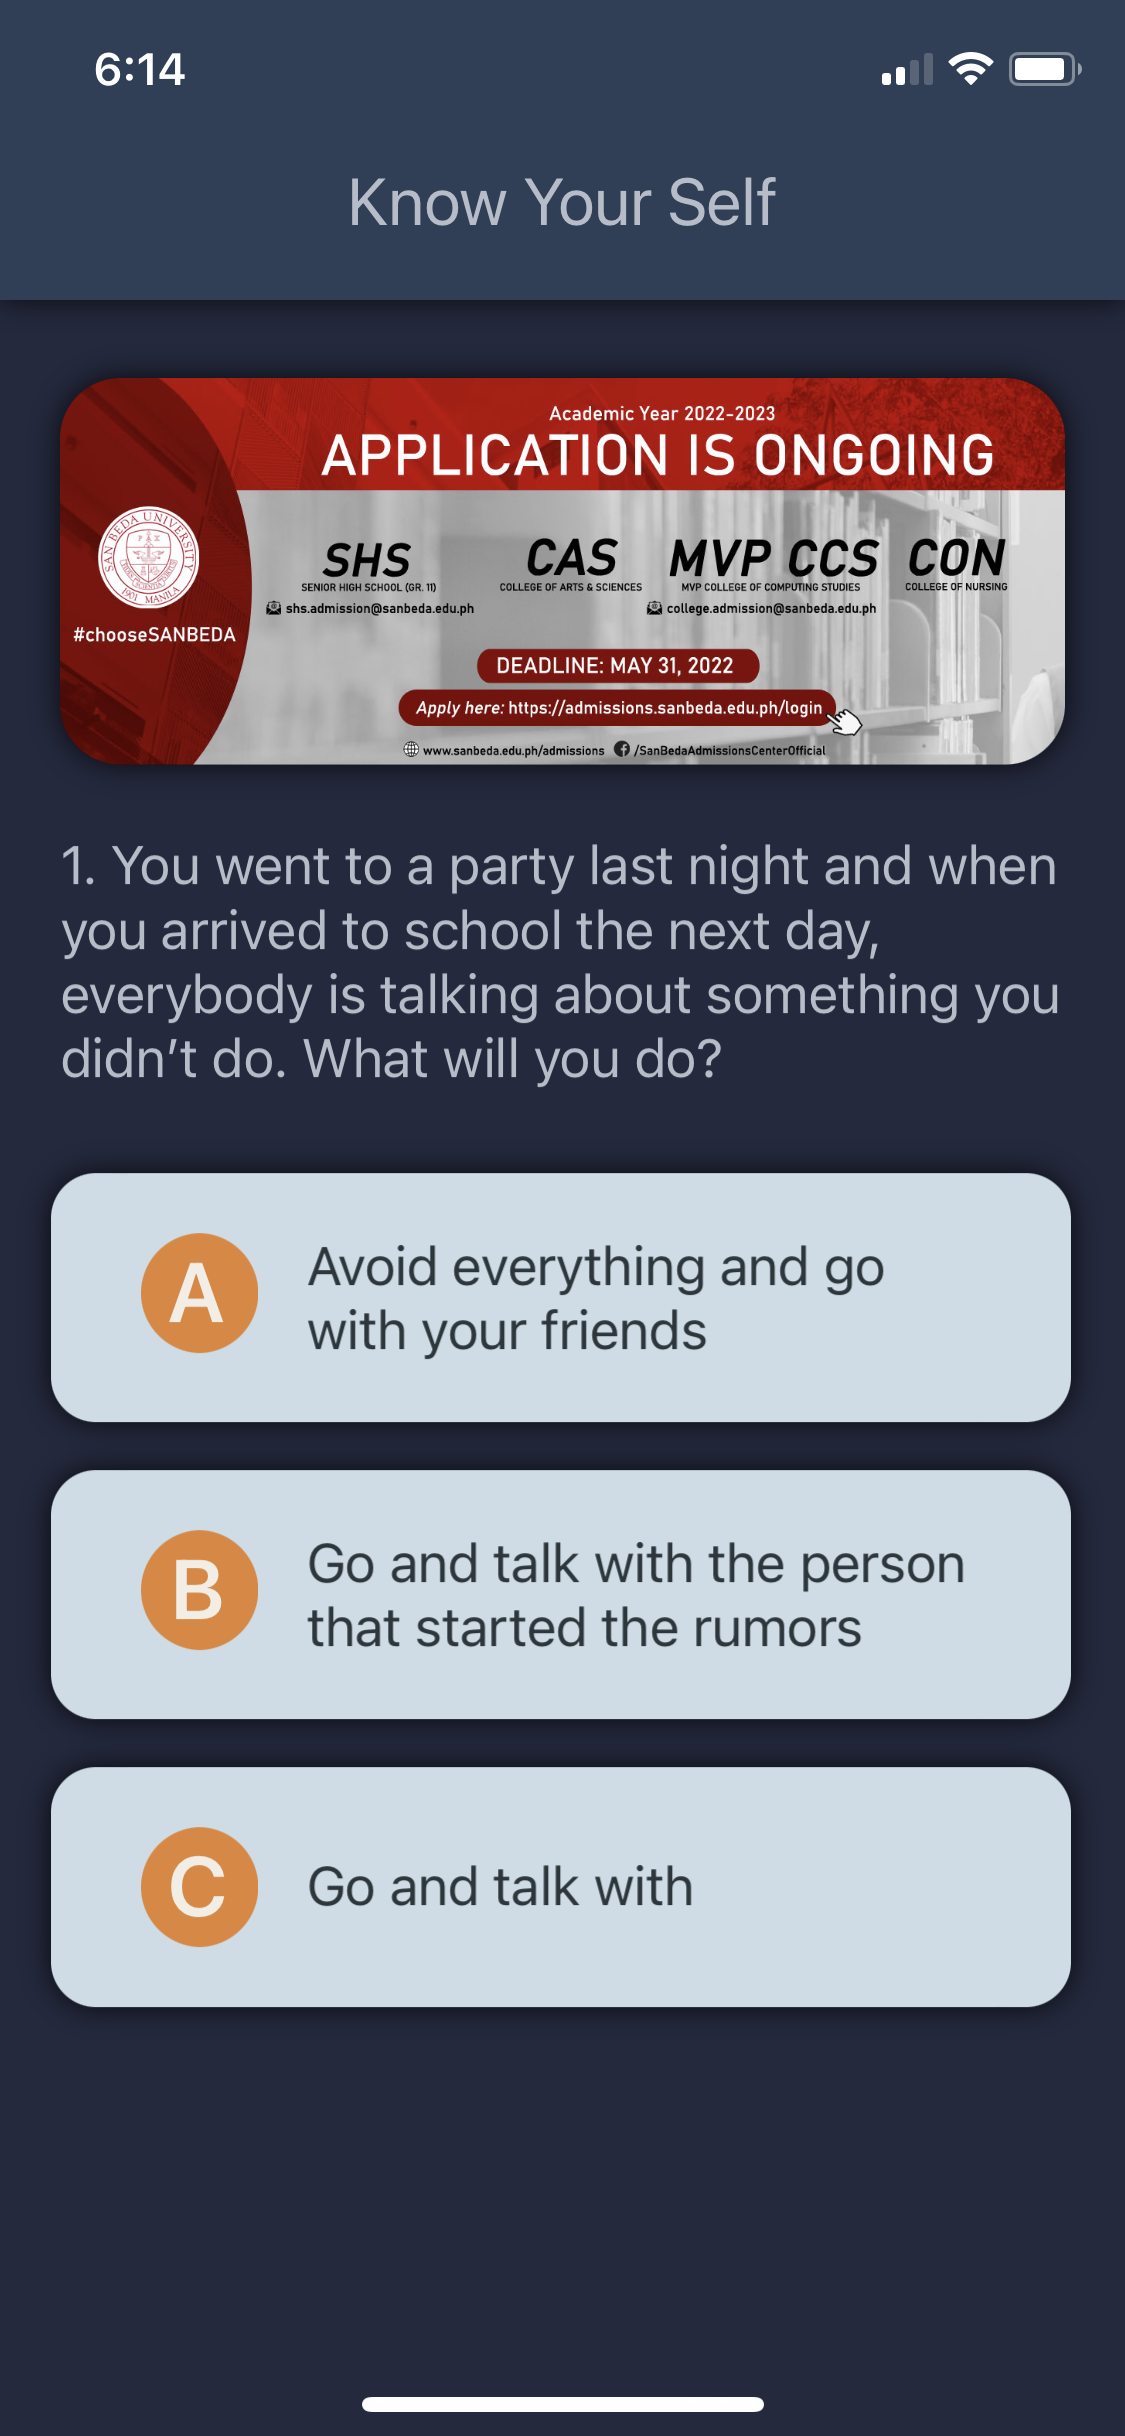 6:14
Know Your Self
Academic Year 2022-2023
APPLICATION IS ONGOING
SAN BEDA UNIVERSITY
1901 MANILA
#chooseSANBEDA
SHS
SENIOR HIGH SCHOOL (GR. 11)
shs.admission@sanbeda.edu.ph
CAS
COLLEGE OF ARTS & SCIENCES
MVP CCS
MVP COLLEGE OF COMPUTING STUDIES
CON
COLLEGE OF NURSING
college.admission@sanbeda.edu.ph
DEADLINE: MAY 31, 2022
Apply here: https://admissions.sanbeda.edu.ph/login
www.sanbeda.edu.ph/admissions /SanBedaAdmissionsCenterOfficial
1. You went to a party last night and when
you arrived to school the next day,
everybody is talking about something you
didn’t do. What will you do?
A
Avoid everything and go
with your friends
B
Go and talk with the person
that started the rumors
C
Go and talk with